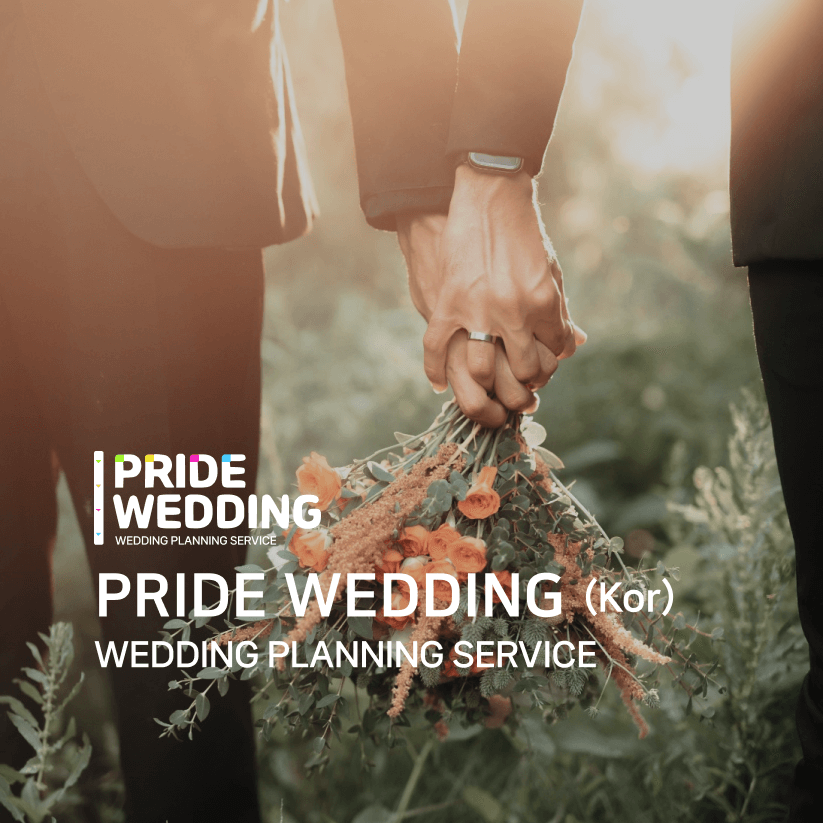 PRIDE
WEDDING
WEDDING PLANNING SERVICE
PRIDE WEDDING (Kor)
WEDDING PLANNING SERVICE